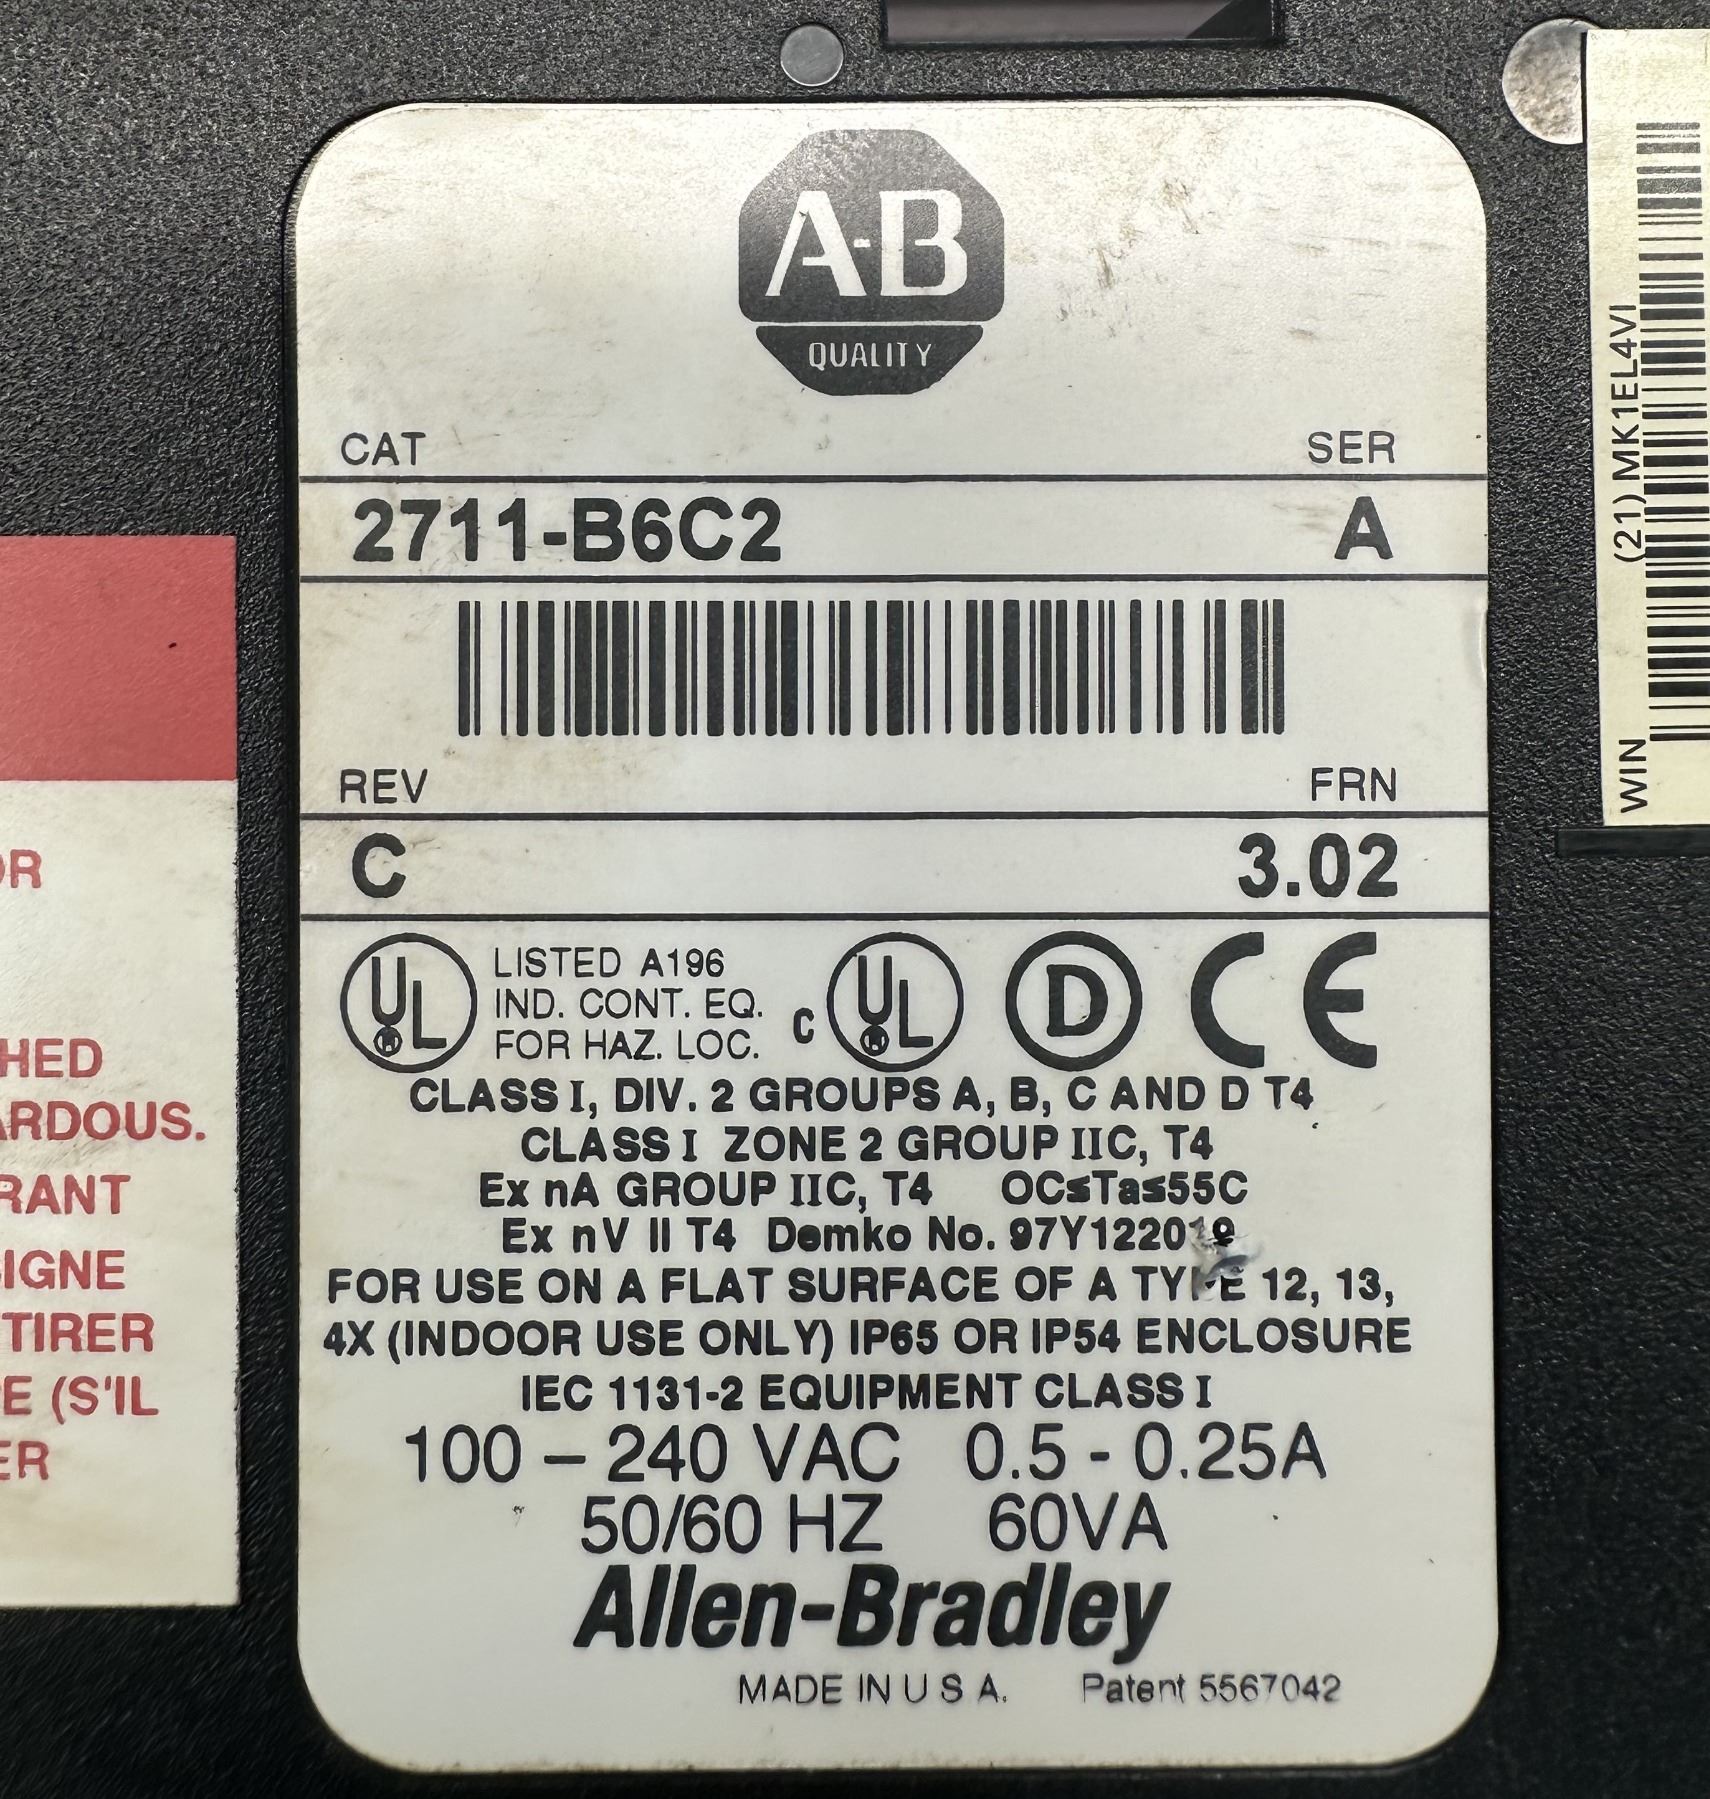 A-B
QUALITY
CAT SER
2711-B6C2 A
REV FRN
C 3.02
UL LISTED A196
IND. CONT. EQ.
FOR HAZ. LOC.
C UL D CE
CLASS I, DIV. 2 GROUPS A, B, C AND D T4
CLASS I ZONE 2 GROUP IIC, T4
Ex nA GROUP IIC, T4 OC≤Ta≤55C
Ex nV II T4 Demko No.
FOR USE ON A FLAT SURFACE OF A TYPE 12, 13,
4X (INDOOR USE ONLY) IP65 OR IP54 ENCLOSURE
IEC 1131-2 EQUIPMENT CLASS I
100 – 240 VAC 0.5 - 0.25A
50/60 HZ 60VA
Allen-Bradley
MADE IN U S A. Patent 5567042
WIN (21) MK1EL4VI
OR
HED
ARDOUS.
RANT
IGNE
TIRER
E (S'IL
ER